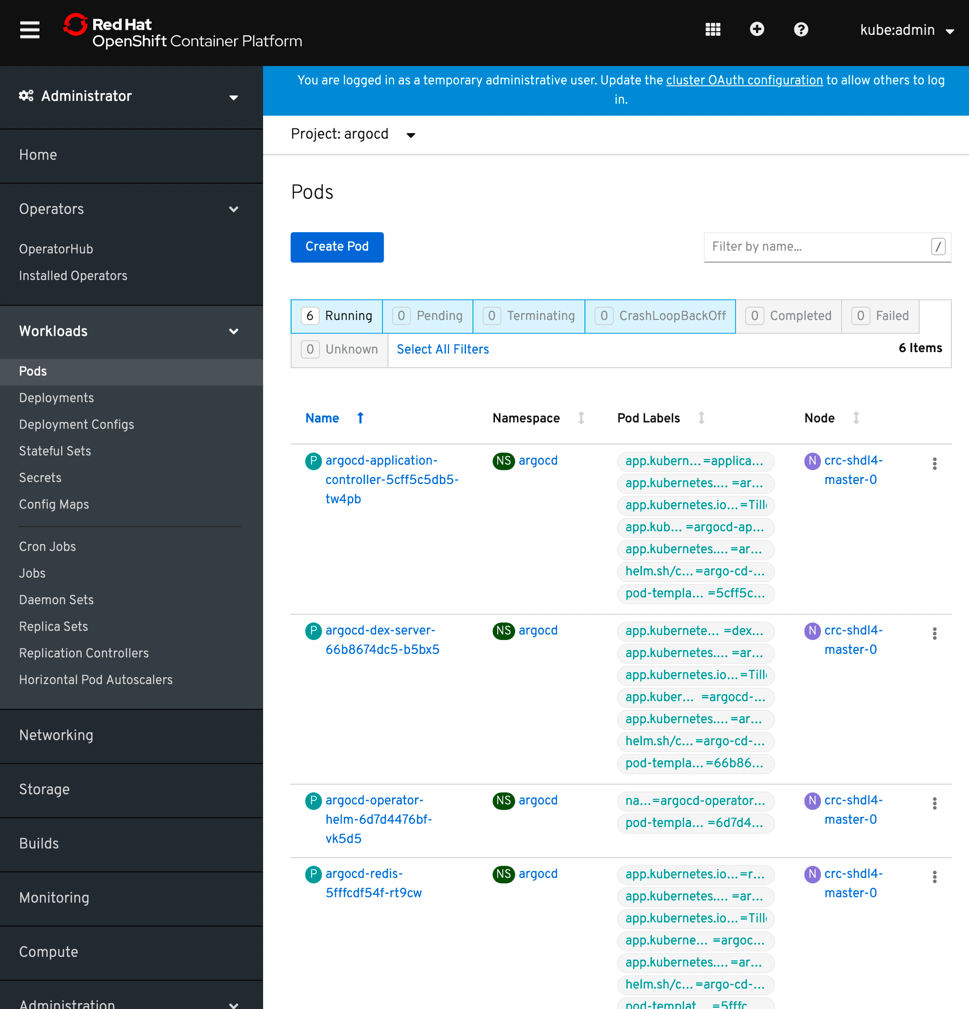 Red Hat
OpenShift Container Platform
kube:admin
Administrator
You are logged in as a temporary administrative user. Update the cluster OAuth configuration to allow others to log
in.
Project: argocd
Home
Operators
OperatorHub
Installed Operators
Workloads
Pods
Deployments
Deployment Configs
Stateful Sets
Secrets
Config Maps
Cron Jobs
Jobs
Daemon Sets
Replica Sets
Replication Controllers
Horizontal Pod Autoscalers
Networking
Storage
Builds
Monitoring
Compute
Administration
Pods
Create Pod
Filter by name...
/
6 Running
0 Pending
0 Terminating
0 CrashLoopBackOff
0 Completed
0 Failed
0 Unknown
Select All Filters
6 Items
Name
Namespace
Pod Labels
Node
P argocd-application-
controller-5cff5c5db5-
tw4pb
NS argocd
app.kubern...=applica...
app.kubernetes.... =ar...
app.kubernetes.io...=Till
app.kub... =argocd-ap...
app.kubernetes.... =ar...
helm.sh/c...=argo-cd-...
pod-templa... =5cff5c...
N crc-shdl4-
master-0
P argocd-dex-server-
66b8674dc5-b5bx5
NS argocd
app.kubernete... =dex...
app.kubernetes.... =ar...
app.kubernetes.io...=Till
app.kuber... =argocd-...
app.kubernetes.... =ar...
helm.sh/c...=argo-cd-...
pod-templa...=66b86...
N crc-shdl4-
master-0
P argocd-operator-
helm-6d7d4476bf-
vk5d5
NS argocd
na...=argocd-operator...
pod-templa... =6d7d4...
N crc-shdl4-
master-0
P argocd-redis-
5fffcdf54f-rt9cw
NS argocd
app.kubernetes.io...=r...
app.kubernetes.... =ar...
app.kubernetes.io...=Till
app.kuberne... =argoc...
app.kubernetes.... =ar...
helm.sh/c...=argo-cd-...
pod-templat... =5fffc...
N crc-shdl4-
master-0